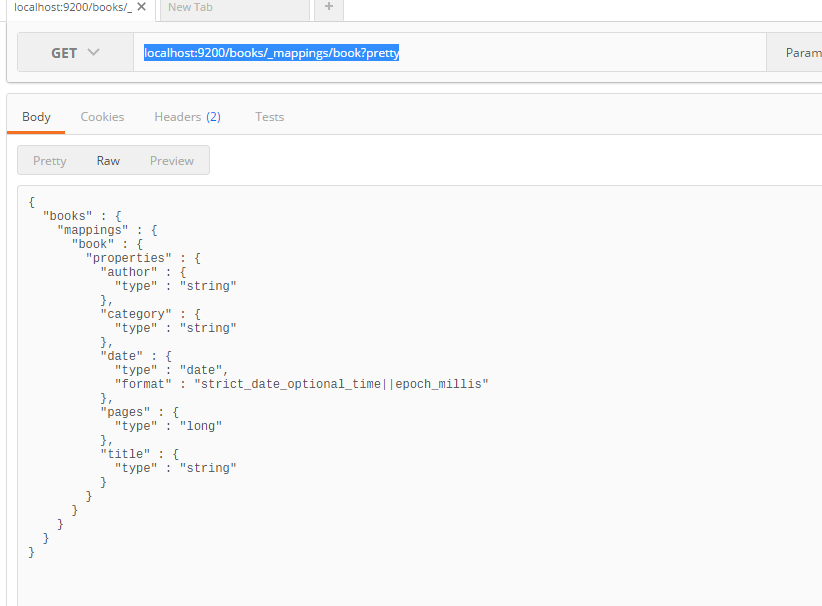 localhost:9200/books/_
New Tab
+
GET
localhost:9200/books/_mappings/book?pretty
Param
Body Cookies Headers (2) Tests
Pretty Raw Preview
{
  "books" : {
    "mappings" : {
      "book" : {
        "properties" : {
          "author" : {
            "type" : "string"
          },
          "category" : {
            "type" : "string"
          },
          "date" : {
            "type" : "date",
            "format" : "strict_date_optional_time||epoch_millis"
          },
          "pages" : {
            "type" : "long"
          },
          "title" : {
            "type" : "string"
          }
        }
      }
    }
  }
}